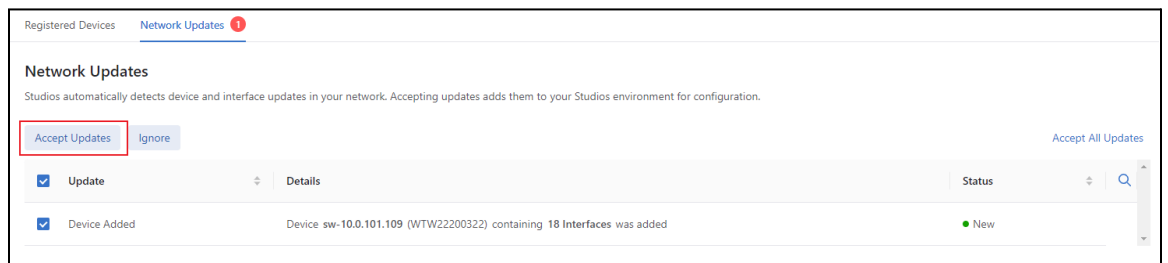 Registered Devices Network Updates 1
Network Updates
Studios automatically detects device and interface updates in your network. Accepting updates adds them to your Studios environment for configuration.
Accept Updates Ignore Accept All Updates
Update Details Status
Device Added Device sw-10.0.101.109 (WTW22200322) containing 18 Interfaces was added New